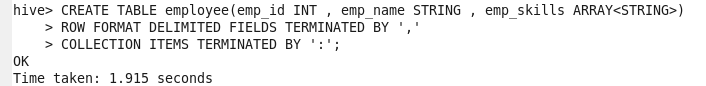 hive> CREATE TABLE employee(emp_id INT , emp_name STRING , emp_skills ARRAY<STRING>)
    > ROW FORMAT DELIMITED FIELDS TERMINATED BY ','
    > COLLECTION ITEMS TERMINATED BY ':';
OK
Time taken: 1.915 seconds